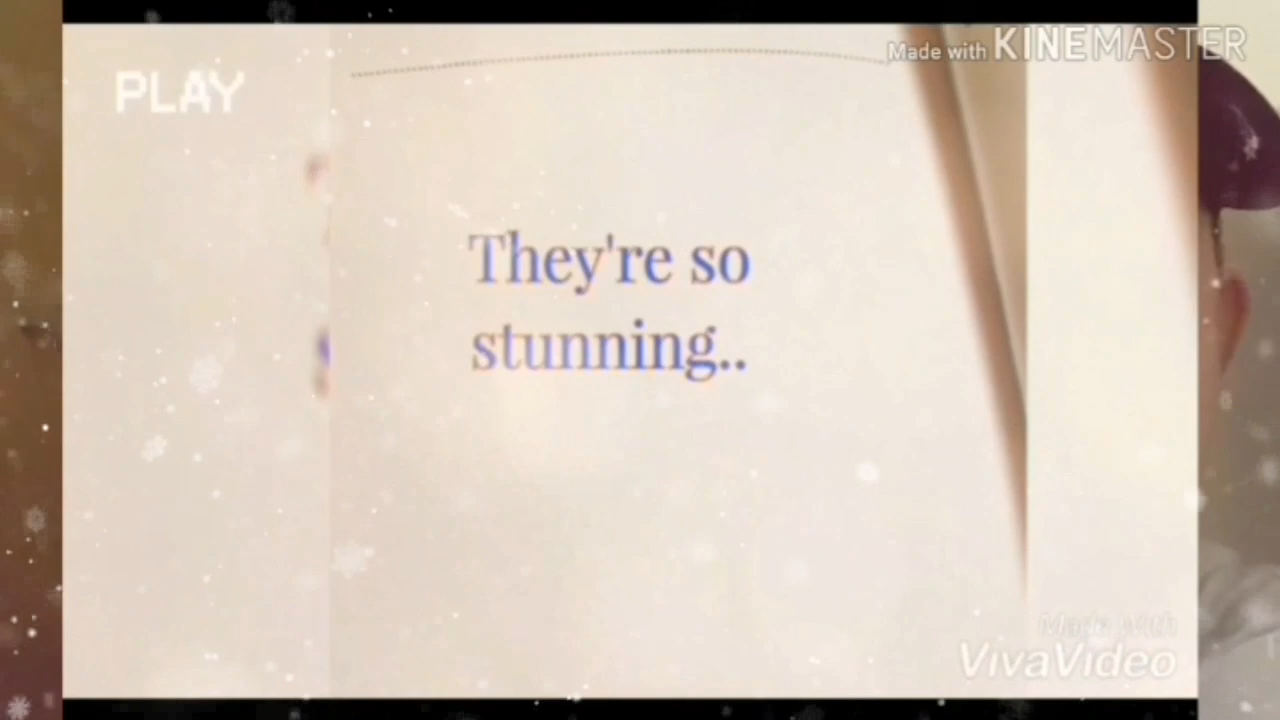 Made with KINEMASTER
PLAY
They're so
stunning..
Made with
VivaVideo